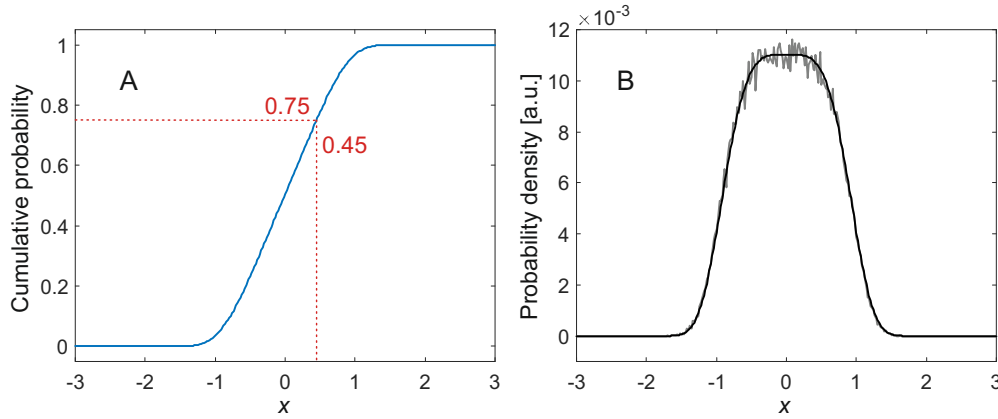 A
Cumulative probability
1
0.8
0.6
0.4
0.2
0
0.75
0.45
-3 -2 -1 0 1 2 3
x
B
×10⁻³
Probability density [a.u.]
12
10
8
6
4
2
0
-3 -2 -1 0 1 2 3
x